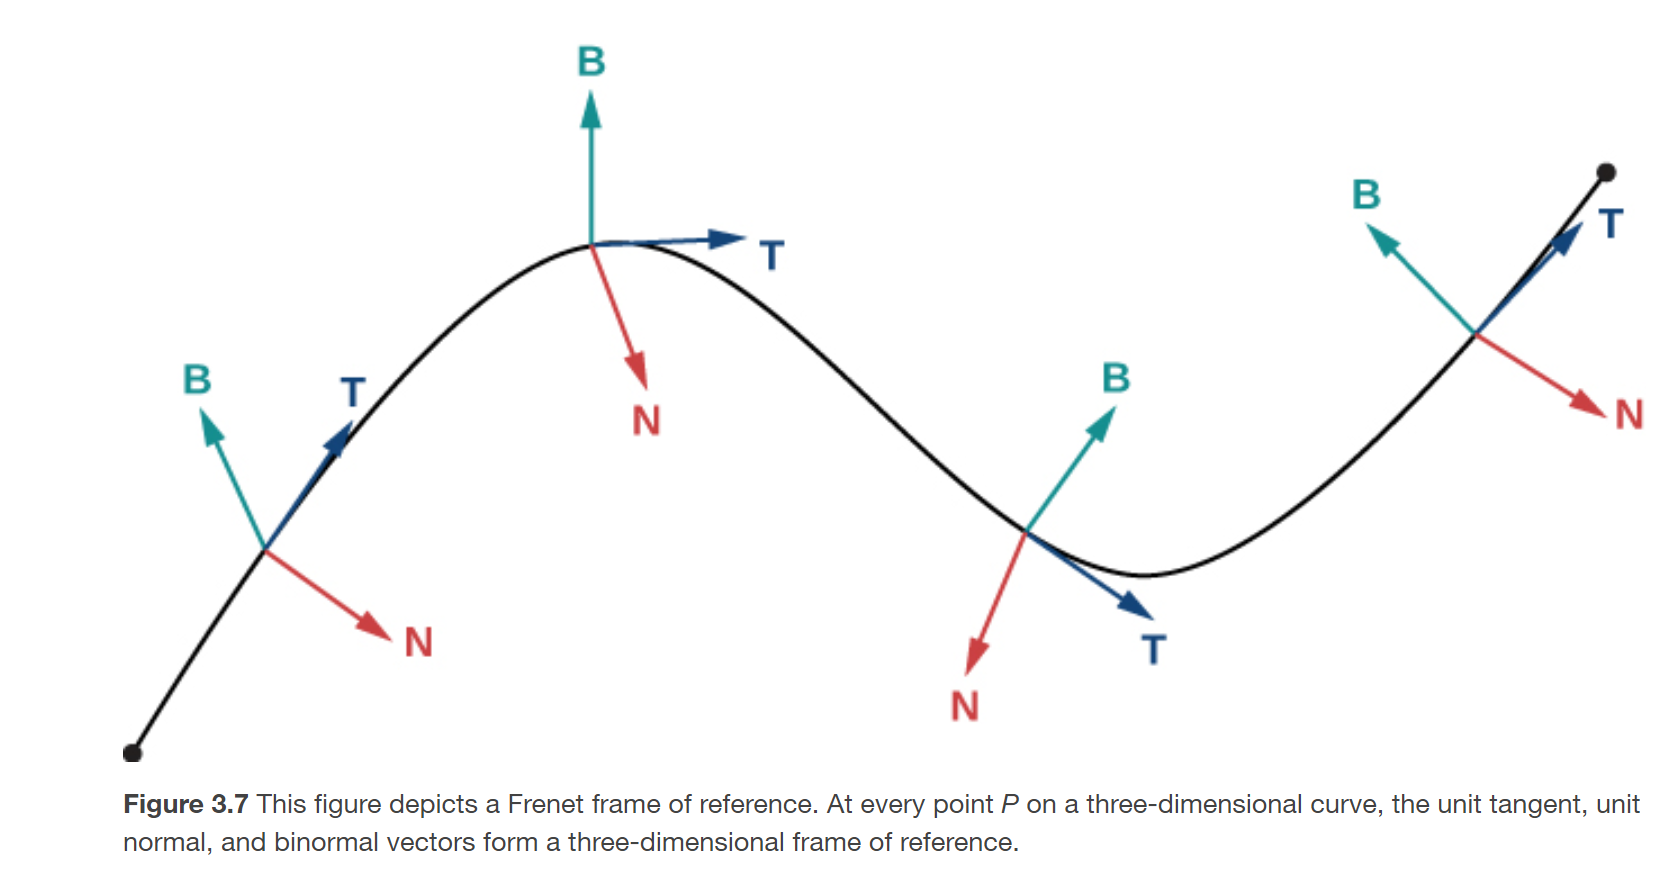 B
B
T
B
T
B
T
N
B
N
N
T
N
Figure 3.7 This figure depicts a Frenet frame of reference. At every point P on a three-dimensional curve, the unit tangent, unit
normal, and binormal vectors form a three-dimensional frame of reference.